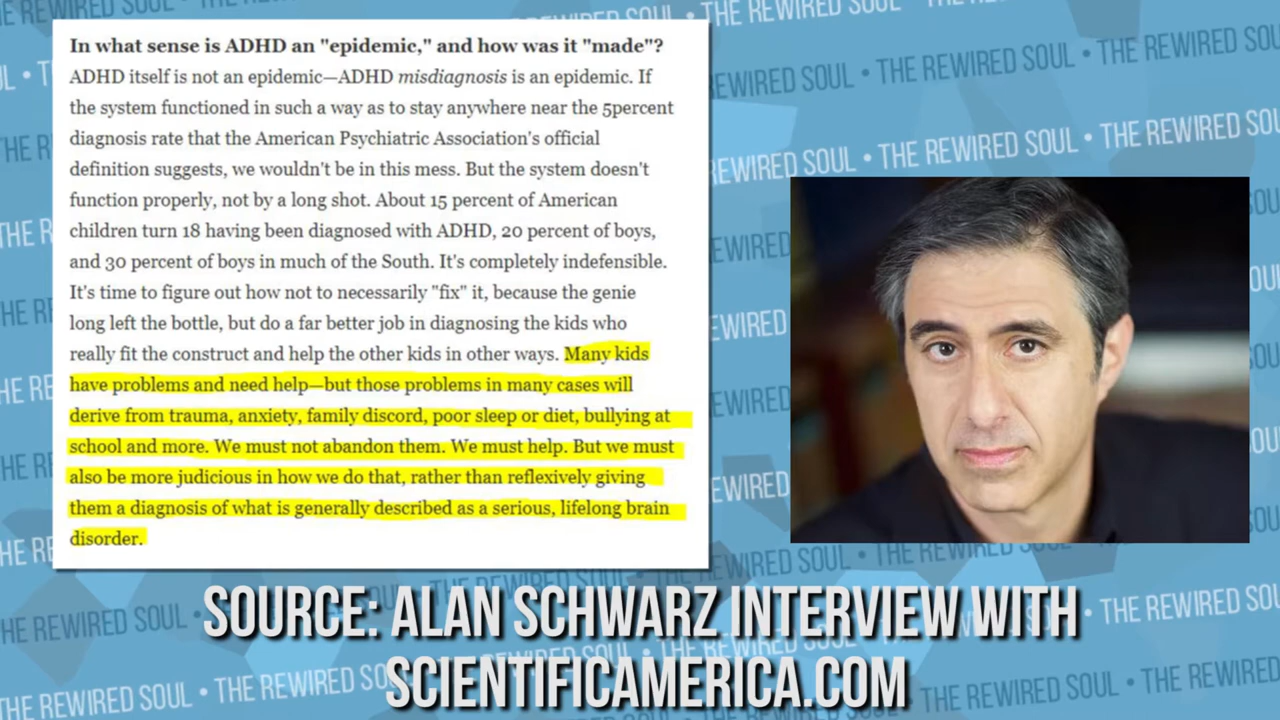 In what sense is ADHD an "epidemic," and how was it "made"?
ADHD itself is not an epidemic—ADHD misdiagnosis is an epidemic. If
the system functioned in such a way as to stay anywhere near the 5percent
diagnosis rate that the American Psychiatric Association's official
definition suggests, we wouldn't be in this mess. But the system doesn't
function properly, not by a long shot. About 15 percent of American
children turn 18 having been diagnosed with ADHD, 20 percent of boys,
and 30 percent of boys in much of the South. It's completely indefensible.
It's time to figure out how not to necessarily "fix" it, because the genie
long left the bottle, but do a far better job in diagnosing the kids who
really fit the construct and help the other kids in other ways. Many kids
have problems and need help—but those problems in many cases will
derive from trauma, anxiety, family discord, poor sleep or diet, bullying at
school and more. We must not abandon them. We must help. But we must
also be more judicious in how we do that, rather than reflexively giving
them a diagnosis of what is generally described as a serious, lifelong brain
disorder.
THE REWIRED SOUL • THE REWIRED SOUL • THE REWIRED SOUL
SOURCE: ALAN SCHWARZ INTERVIEW WITH
SCIENTIFICAMERICA.COM